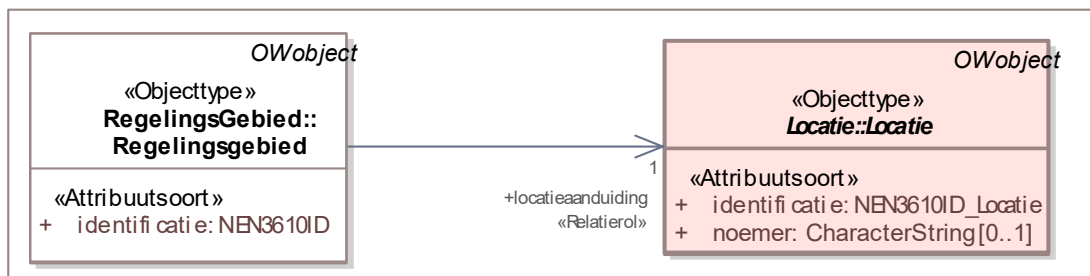 OWobject
«Objecttype»
RegelingsGebied::
Regelingsgebied
«Attribuutsoort»
+ identificatie: NEN3610ID
1
+locatieaanduiding
«Relatierol»
OWobject
«Objecttype»
Locatie::Locatie
«Attribuutsoort»
+ identificatie: NEN3610ID_Locatie
+ noemer: CharacterString [0..1]